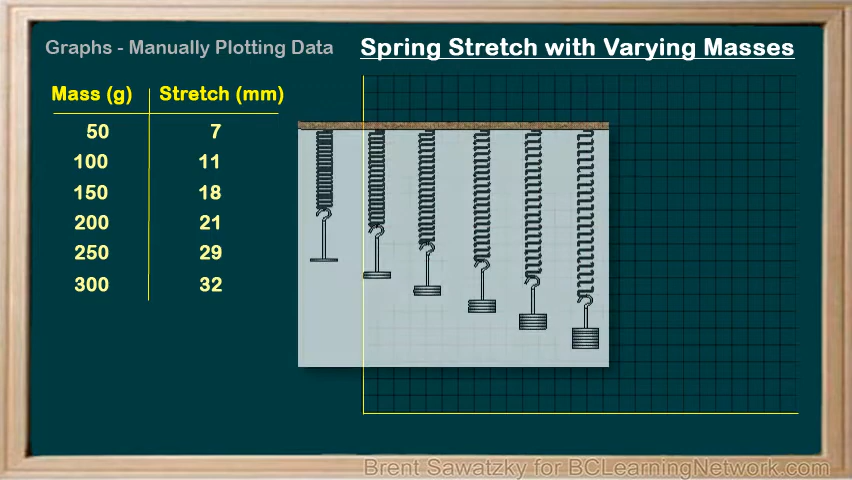 Graphs - Manually Plotting Data
Spring Stretch with Varying Masses
Mass (g) Stretch (mm)
50 7
100 11
150 18
200 21
250 29
300 32
Brent Sawatzky for BCLearningNetwork.com